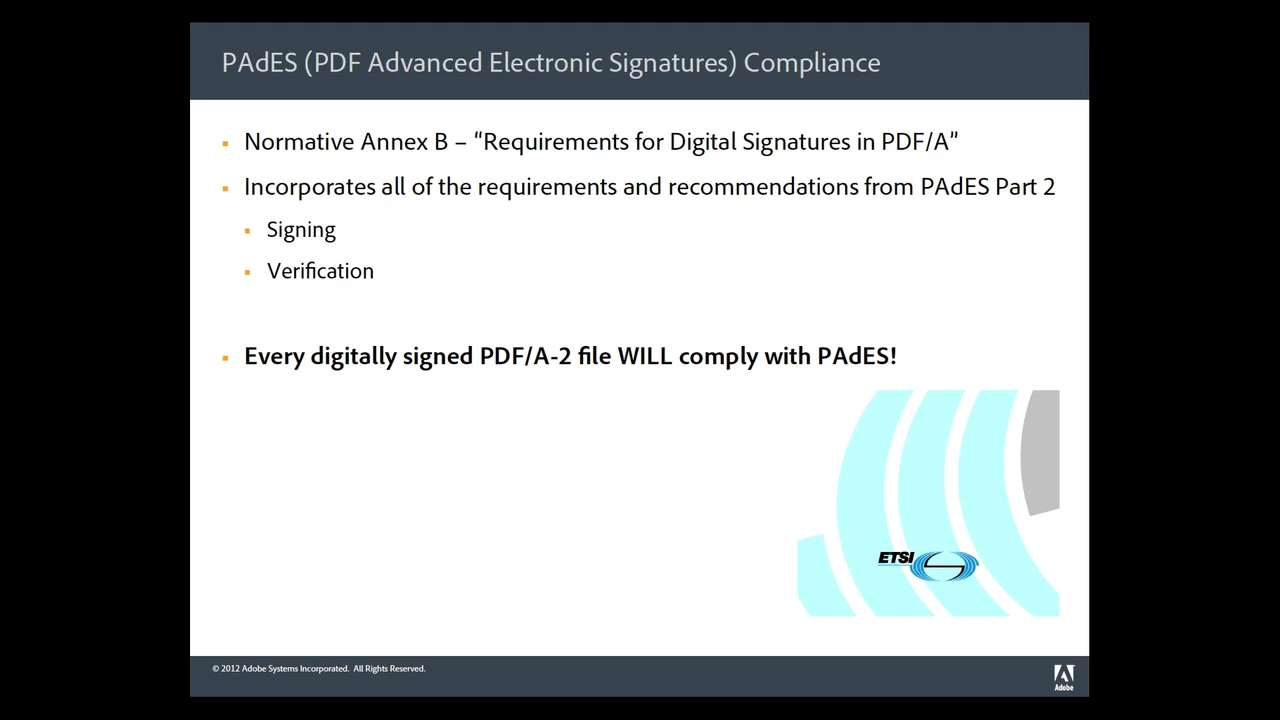 PAdES (PDF Advanced Electronic Signatures) Compliance
Normative Annex B – “Requirements for Digital Signatures in PDF/A”
Incorporates all of the requirements and recommendations from PAdES Part 2
Signing
Verification
Every digitally signed PDF/A-2 file WILL comply with PAdES!
ETSI
© 2012 Adobe Systems Incorporated. All Rights Reserved.
Adobe